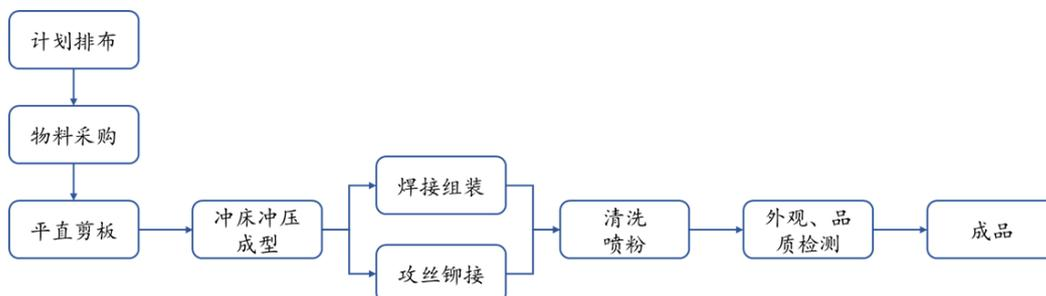 计划排布
物料采购
平直剪板
冲床冲压
成型
焊接组装
攻丝铆接
清洗
喷粉
外观、品
质检测
成品